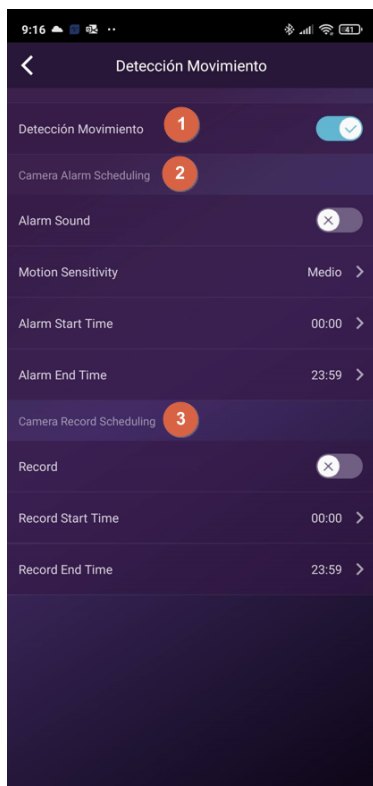 9:16
41
Detección Movimiento
Detección Movimiento 1
Camera Alarm Scheduling 2
Alarm Sound
Motion Sensitivity Medio
Alarm Start Time 00:00
Alarm End Time 23:59
Camera Record Scheduling 3
Record
Record Start Time 00:00
Record End Time 23:59